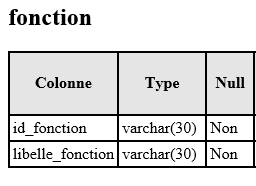 fonction
Colonne Type Null
id_fonction varchar(30) Non
libelle_fonction varchar(30) Non